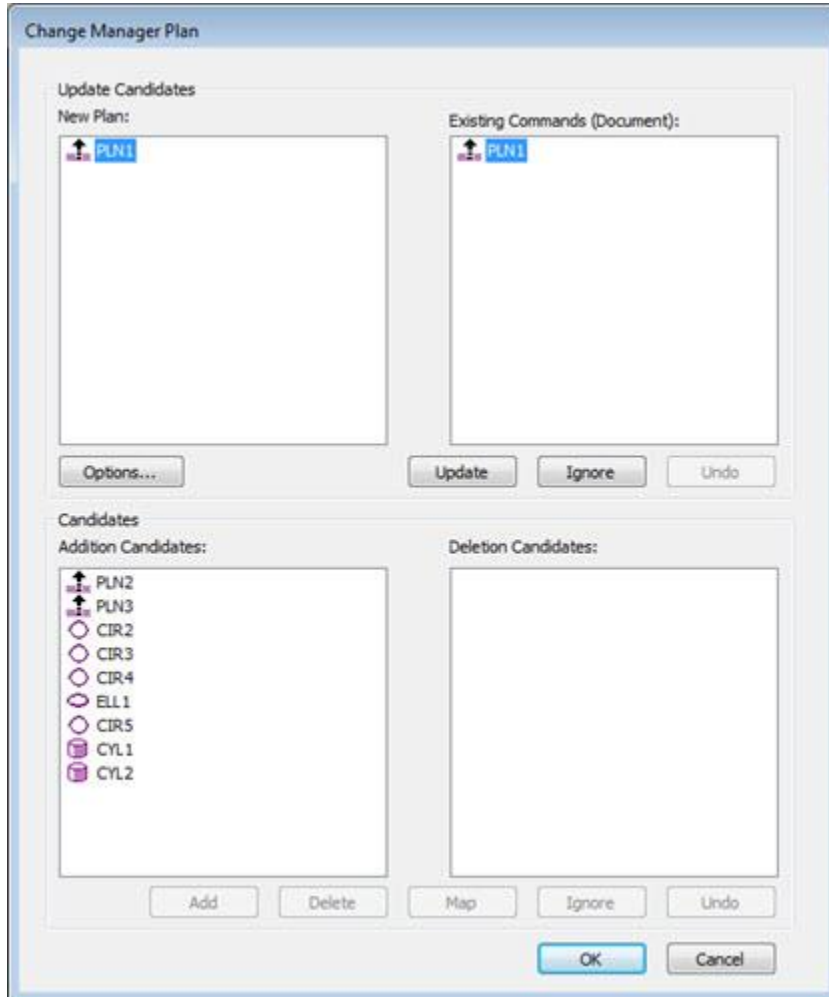 Change Manager Plan
Update Candidates
New Plan:
Existing Commands (Document):
PLN1
PLN1
Options...
Update
Ignore
Undo
Candidates
Addition Candidates:
Deletion Candidates:
PLN2
PLN3
CIR2
CIR3
CIR4
ELL1
CIR5
CYL1
CYL2
Add
Delete
Map
Ignore
Undo
OK
Cancel